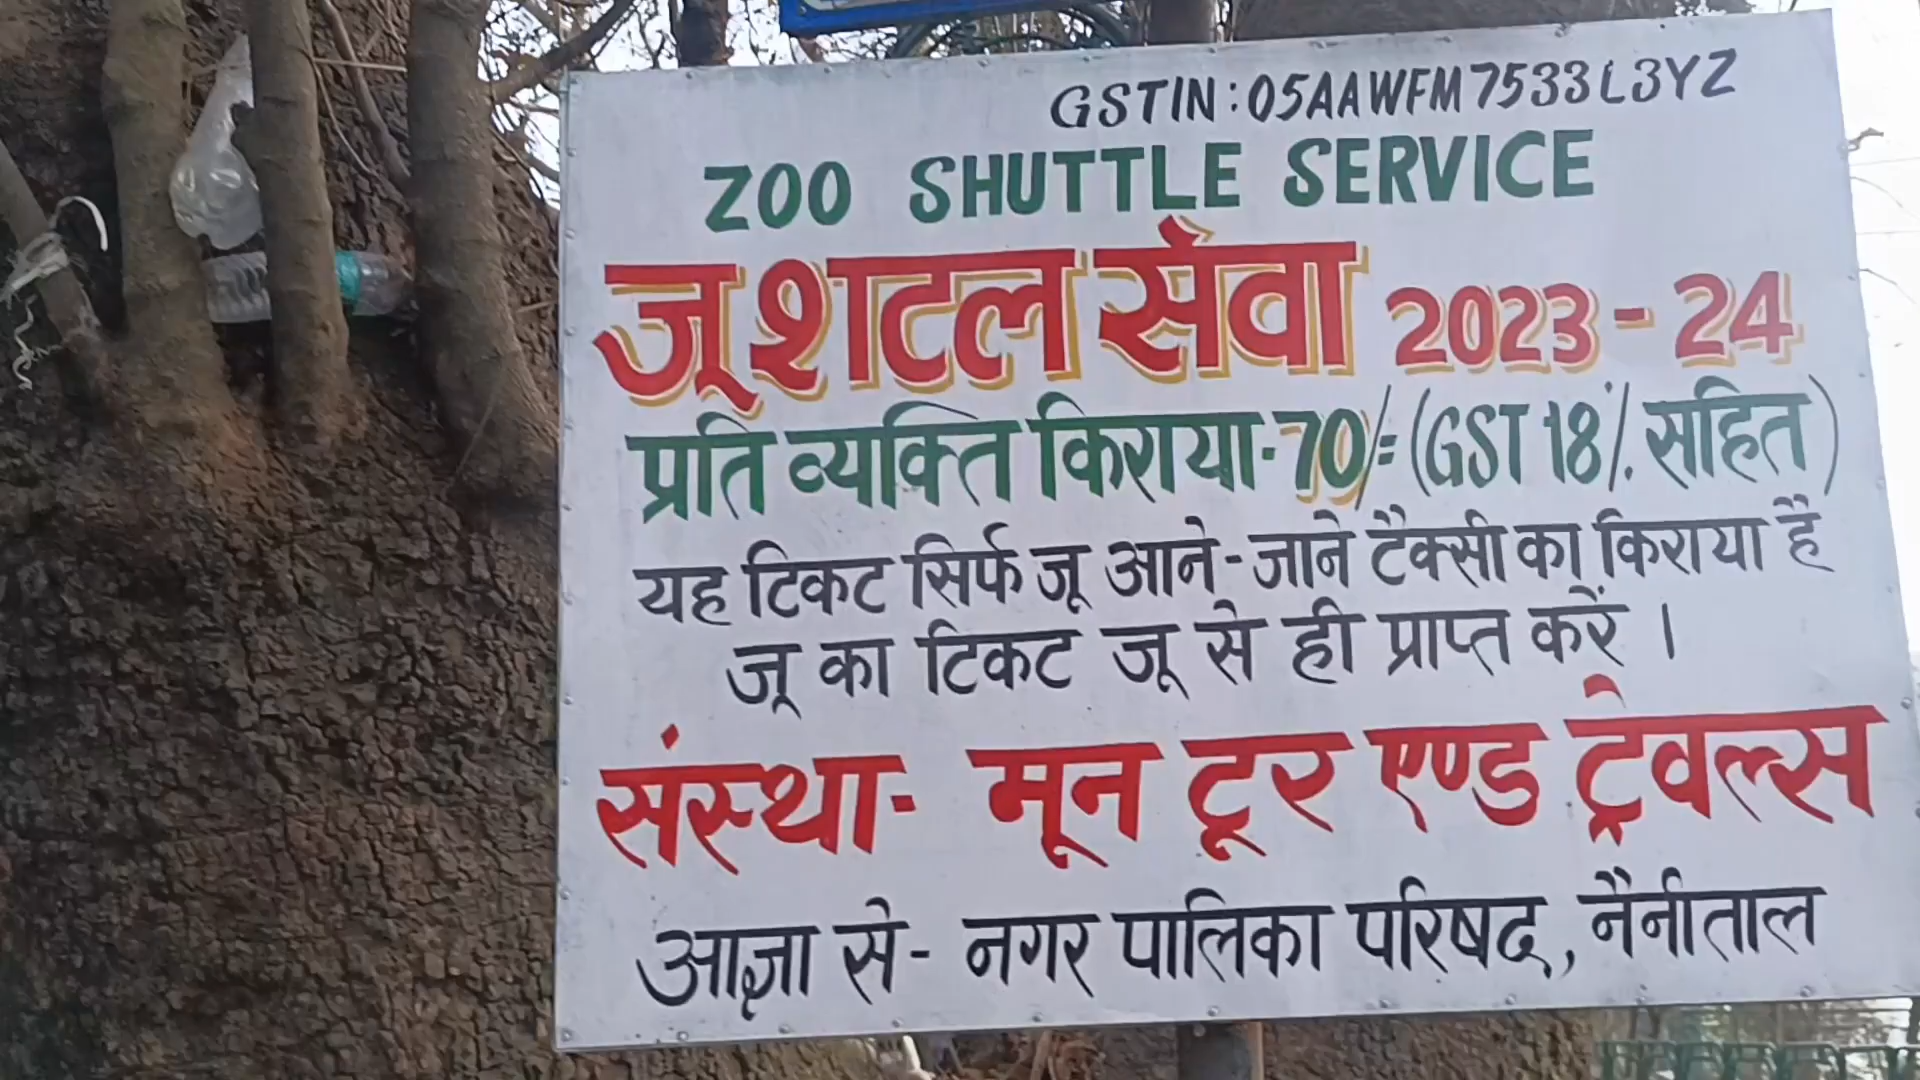 GSTIN:05AAWFM7533L3YZ
ZOO SHUTTLE SERVICE
जू शटल सेवा 2023-24
प्रति व्यक्ति किराया-70/=(GST 18% सहित)
यह टिकट सिर्फ जू आने-जाने टैक्सी का किराया है
जू का टिकट जू से ही प्राप्त करें ।
संस्था- मून टूर एण्ड ट्रेवल्स
आज्ञा से- नगर पालिका परिषद, नैनीताल